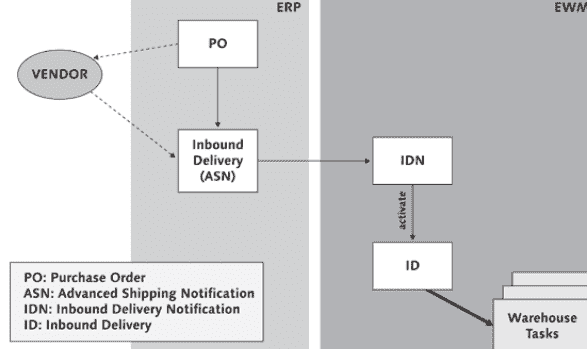 ERP
EWM
PO
VENDOR
Inbound
Delivery
(ASN)
IDN
activate
ID
PO: Purchase Order
ASN: Advanced Shipping Notification
IDN: Inbound Delivery Notification
ID: Inbound Delivery
Warehouse
Tasks